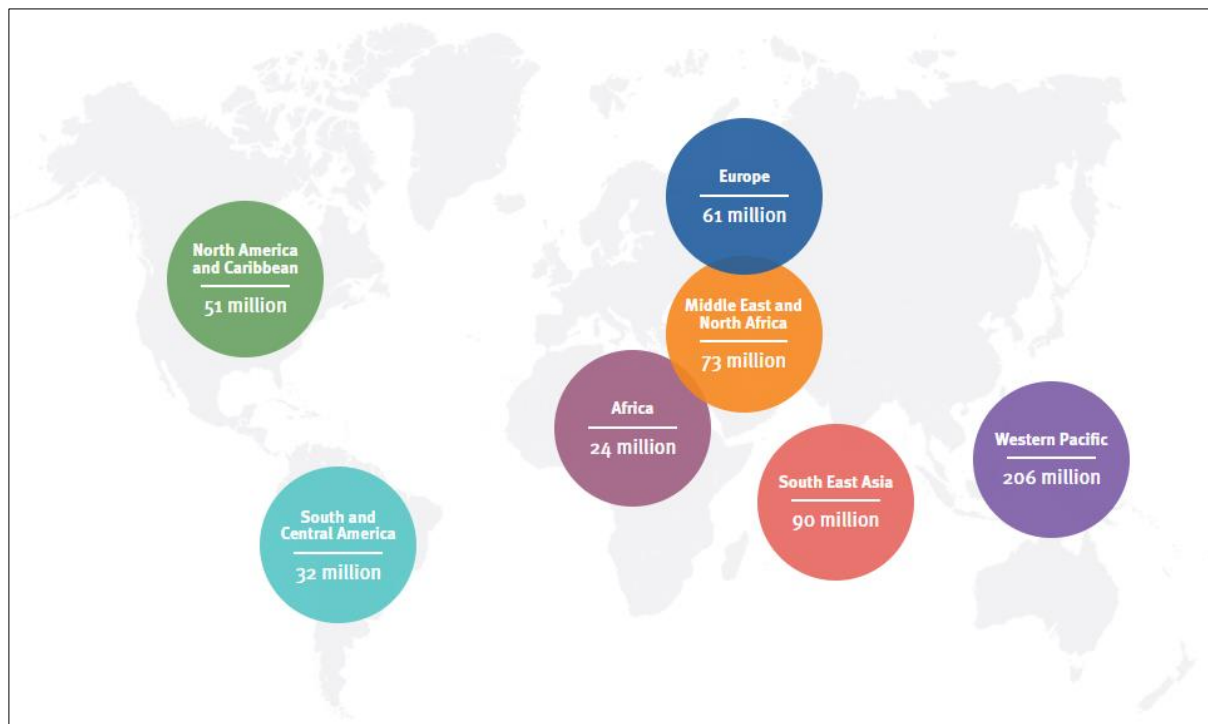 Europe
61 million
North America
and Caribbean
51 million
Middle East and
North Africa
73 million
Africa
24 million
Western Pacific
206 million
South East Asia
90 million
South and
Central America
32 million